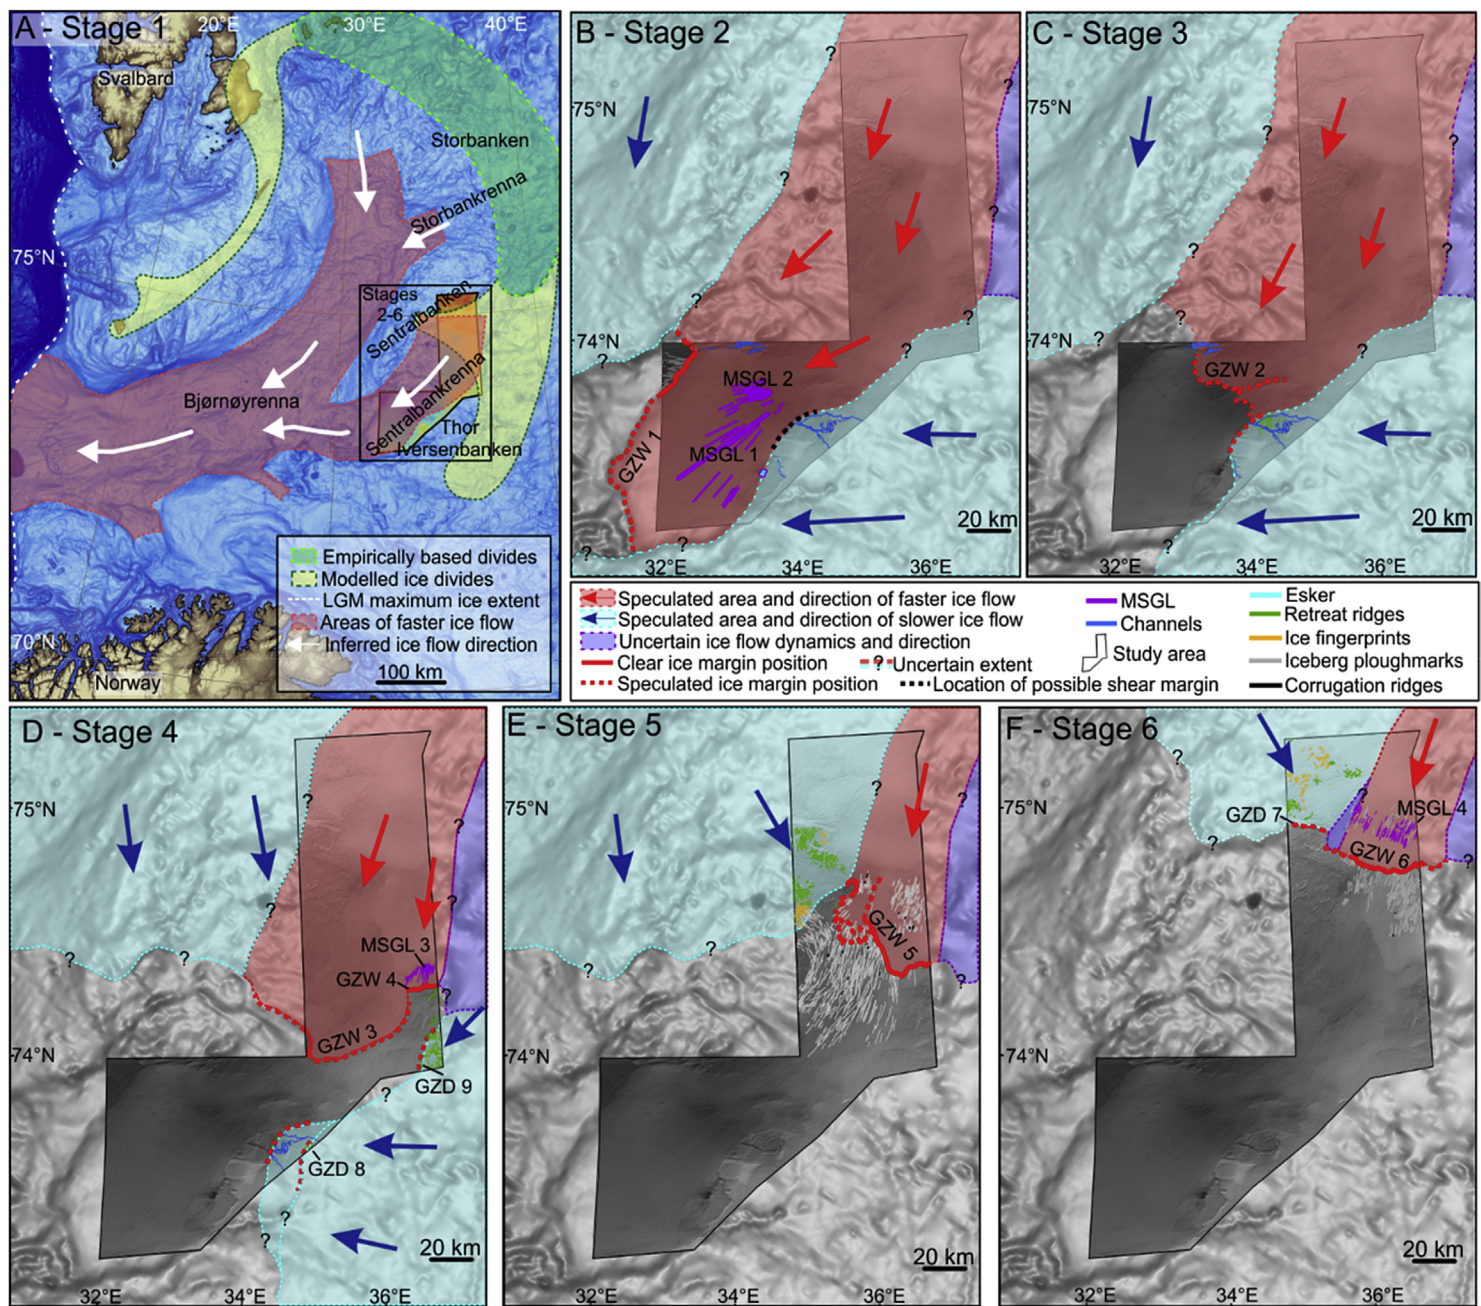 A - Stage 1
20°E
30°E
40°E
Svalbard
Storbanken
Storbankrenna
75°N
Stages
2-6
Sentralbanken
Sentralbankrenna
Bjørnøyrenna
Thor
Iversenbanken
Empirically based divides
Modelled ice divides
LGM maximum ice extent
Areas of faster ice flow
Inferred ice flow direction
100 km
70°N
Norway
B - Stage 2
?
75°N
?
?
?
?
74°N
?
?
MSGL 2
MSGL 1
GZW 1
?
?
20 km
32°E
34°E
36°E
C - Stage 3
?
75°N
?
?
?
?
?
74°N
?
GZW 2
?
20 km
32°E
34°E
36°E
Speculated area and direction of faster ice flow
Speculated area and direction of slower ice flow
Uncertain ice flow dynamics and direction
Clear ice margin position
? Uncertain extent
Speculated ice margin position
Location of possible shear margin
MSGL
Channels
Study area
Esker
Retreat ridges
Ice fingerprints
Iceberg ploughmarks
Corrugation ridges
D - Stage 4
75°N
?
?
?
?
?
?
MSGL 3
GZW 4
?
GZW 3
74°N
GZD 9
?
GZD 8
?
?
20 km
32°E
34°E
36°E
E - Stage 5
75°N
?
?
?
?
?
GZW 5
?
74°N
20 km
32°E
34°E
36°E
F - Stage 6
?
75°N
?
?
MSGL 4
GZD 7
?
GZW 6
?
74°N
20 km
32°E
34°E
36°E